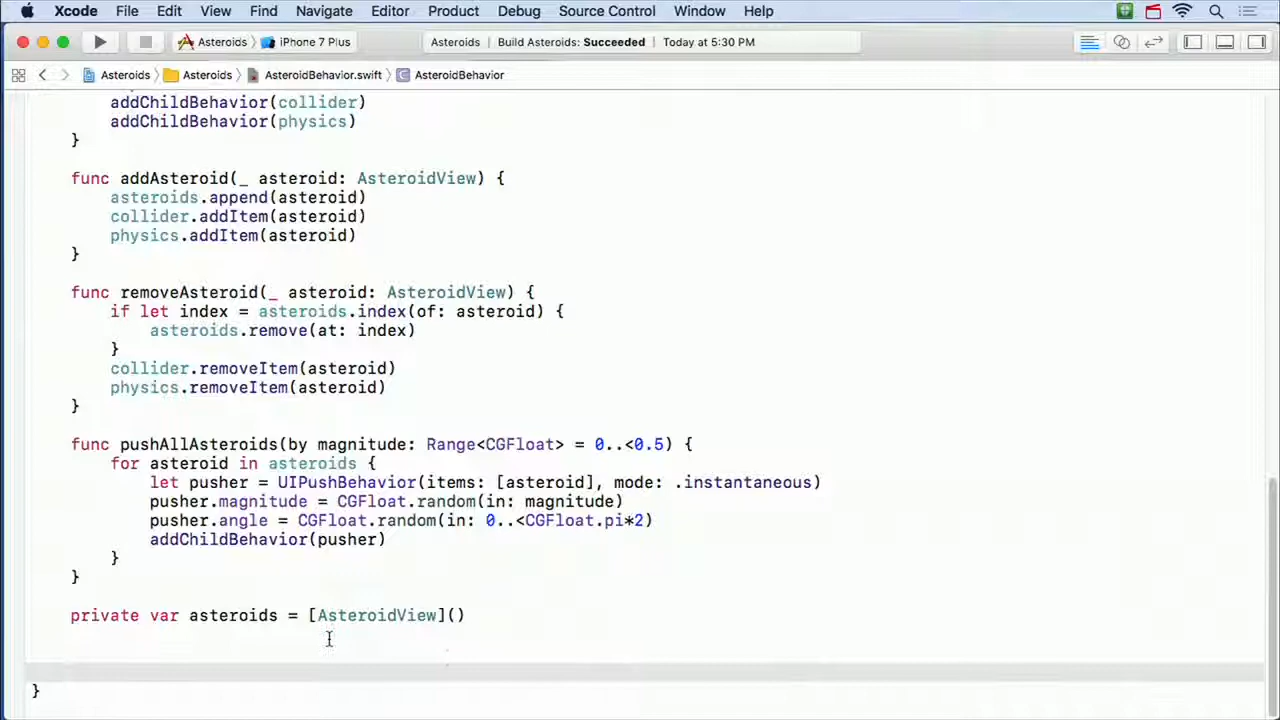 Xcode File Edit View Find Navigate Editor Product Debug Source Control Window Help
Asteroids iPhone 7 Plus Asteroids | Build Asteroids: Succeeded | Today at 5:30 PM
Asteroids Asteroids AsteroidBehavior.swift C AsteroidBehavior
addChildBehavior(collider)
addChildBehavior(physics)
}
func addAsteroid(_ asteroid: AsteroidView) {
asteroids.append(asteroid)
collider.addItem(asteroid)
physics.addItem(asteroid)
}
func removeAsteroid(_ asteroid: AsteroidView) {
if let index = asteroids.index(of: asteroid) {
asteroids.remove(at: index)
}
collider.removeItem(asteroid)
physics.removeItem(asteroid)
}
func pushAllAsteroids(by magnitude: Range<CGFloat> = 0..<0.5) {
for asteroid in asteroids {
let pusher = UIPushBehavior(items: [asteroid], mode: .instantaneous)
pusher.magnitude = CGFloat.random(in: magnitude)
pusher.angle = CGFloat.random(in: 0..<CGFloat.pi*2)
addChildBehavior(pusher)
}
}
private var asteroids = [AsteroidView]()
}